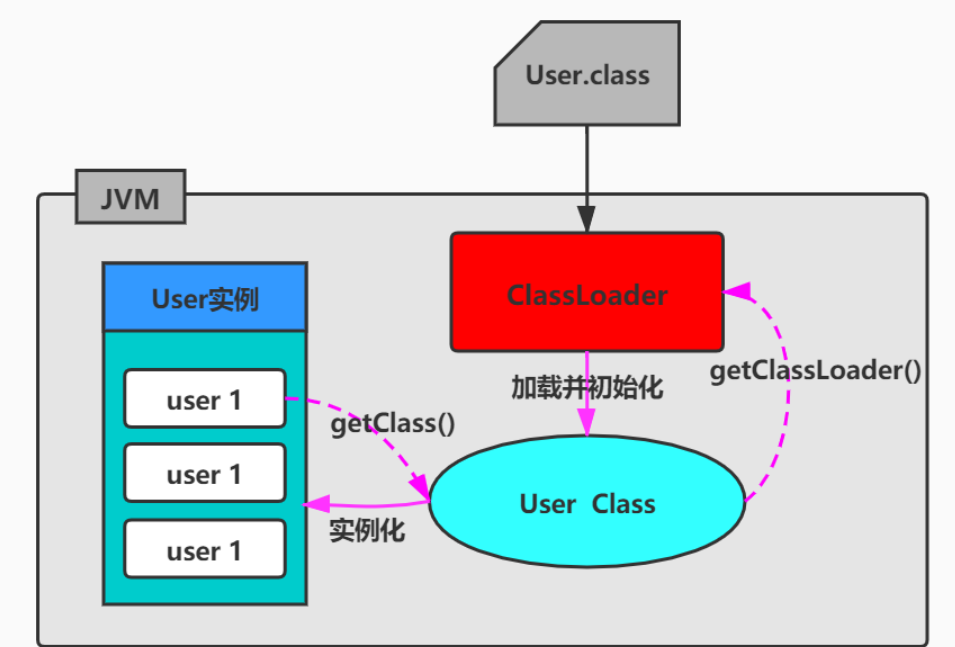 User.class
JVM
ClassLoader
User实例
getClassLoader()
加载并初始化
user 1
getClass()
user 1
User Class
实例化
user 1